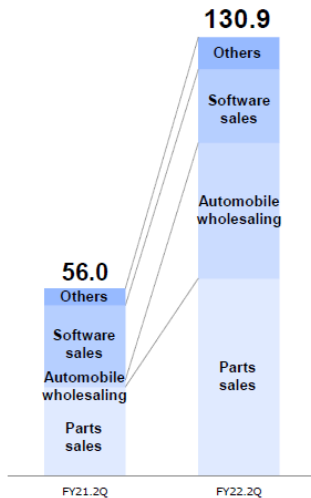 130.9
Others
Software
sales
Automobile
wholesaling
Parts
sales
56.0
Others
Software
sales
Automobile
wholesaling
Parts
sales
FY21.2Q
FY22.2Q